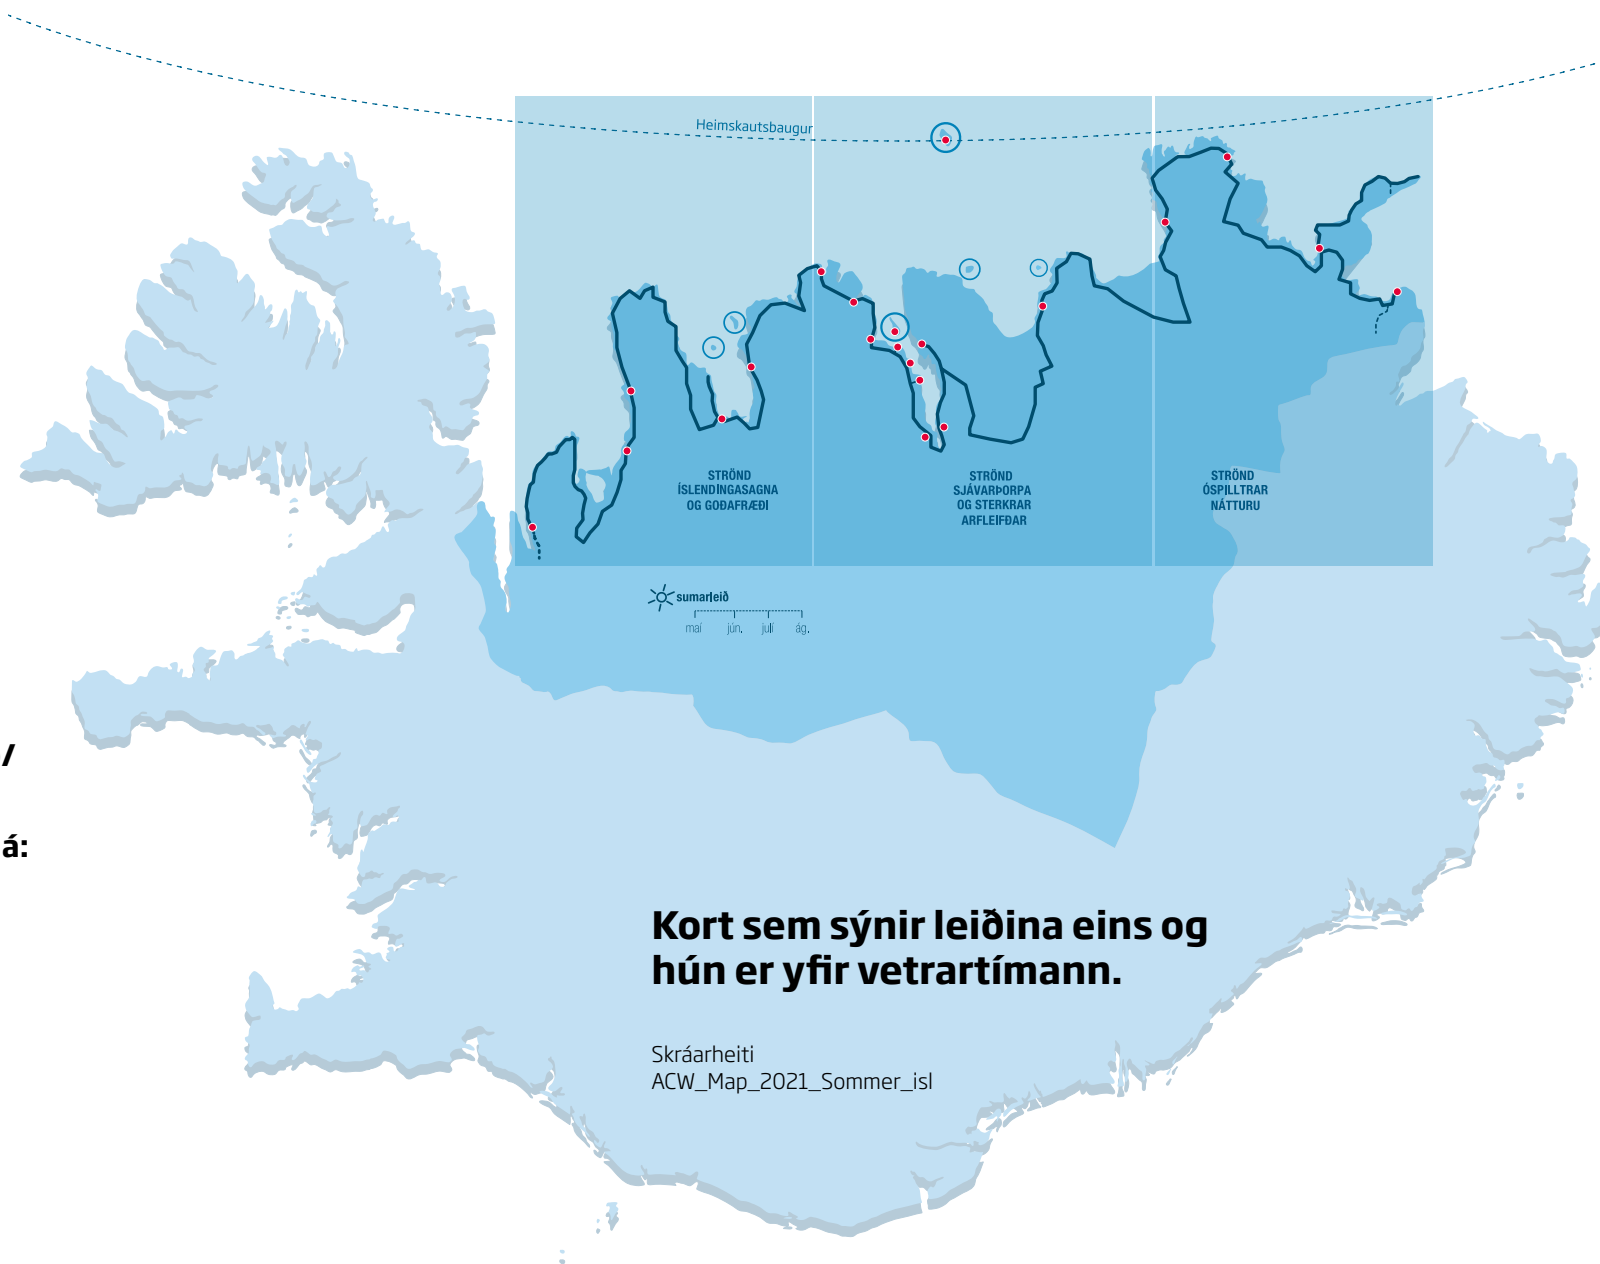 Heimskautsbaugur
STRÖND
ÍSLENDINGASAGNA
OG GOÐAFRÆÐI
STRÖND
SJÁVARÞORPA
OG STERKRAR
ARFLEIFÐAR
STRÖND
ÓSPILLTRAR
NÁTTURU
sumarleið
maí jún. júlí ág.
/
á:
Kort sem sýnir leiðina eins og
hún er yfir vetrartímann.
Skráarheiti
ACW_Map_2021_Sommer_isl